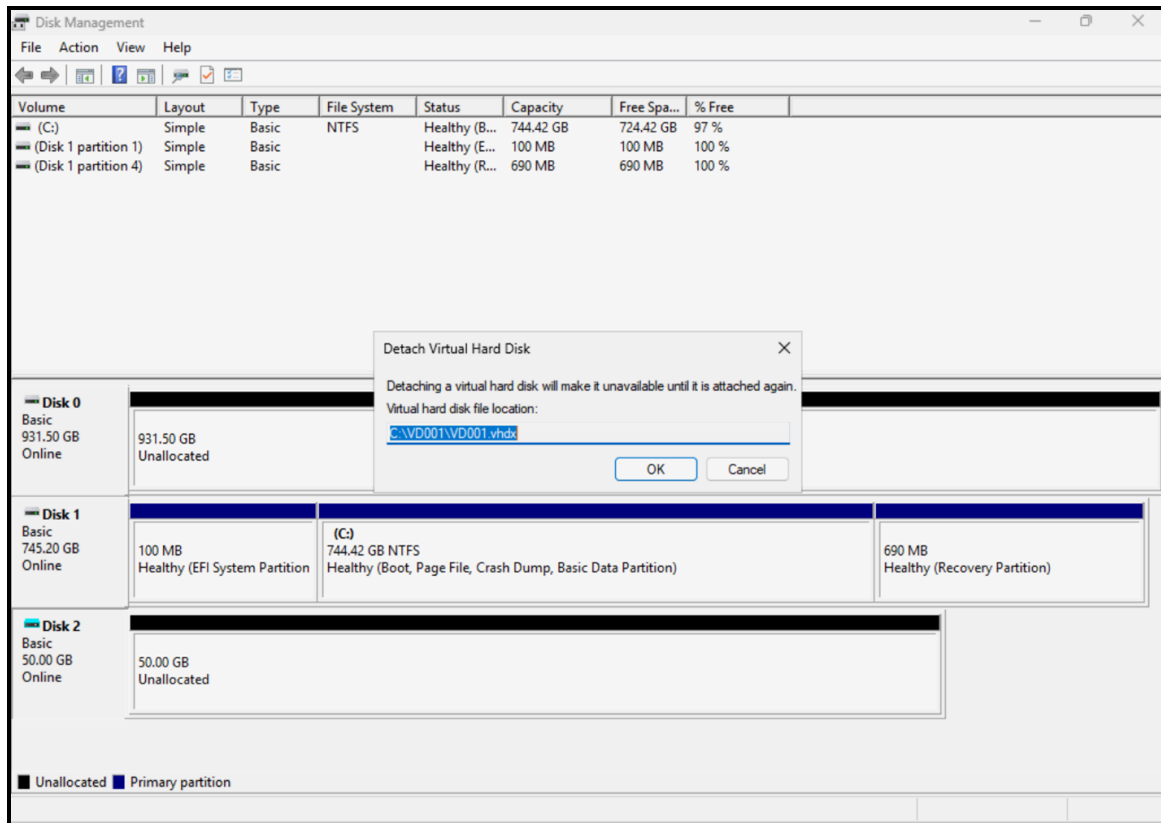 Disk Management
File Action View Help
Volume Layout Type File System Status Capacity Free Spa... % Free
(C:) Simple Basic NTFS Healthy (B... 744.42 GB 724.42 GB 97 %
(Disk 1 partition 1) Simple Basic Healthy (E... 100 MB 100 MB 100 %
(Disk 1 partition 4) Simple Basic Healthy (R... 690 MB 690 MB 100 %
Detach Virtual Hard Disk
Detaching a virtual hard disk will make it unavailable until it is attached again.
Virtual hard disk file location:
C:\VD001\VD001.vhdx
OK Cancel
Disk 0
Basic
931.50 GB
Online
931.50 GB
Unallocated
Disk 1
Basic
745.20 GB
Online
100 MB
Healthy (EFI System Partition
(C:)
744.42 GB NTFS
Healthy (Boot, Page File, Crash Dump, Basic Data Partition)
690 MB
Healthy (Recovery Partition)
Disk 2
Basic
50.00 GB
Online
50.00 GB
Unallocated
Unallocated Primary partition